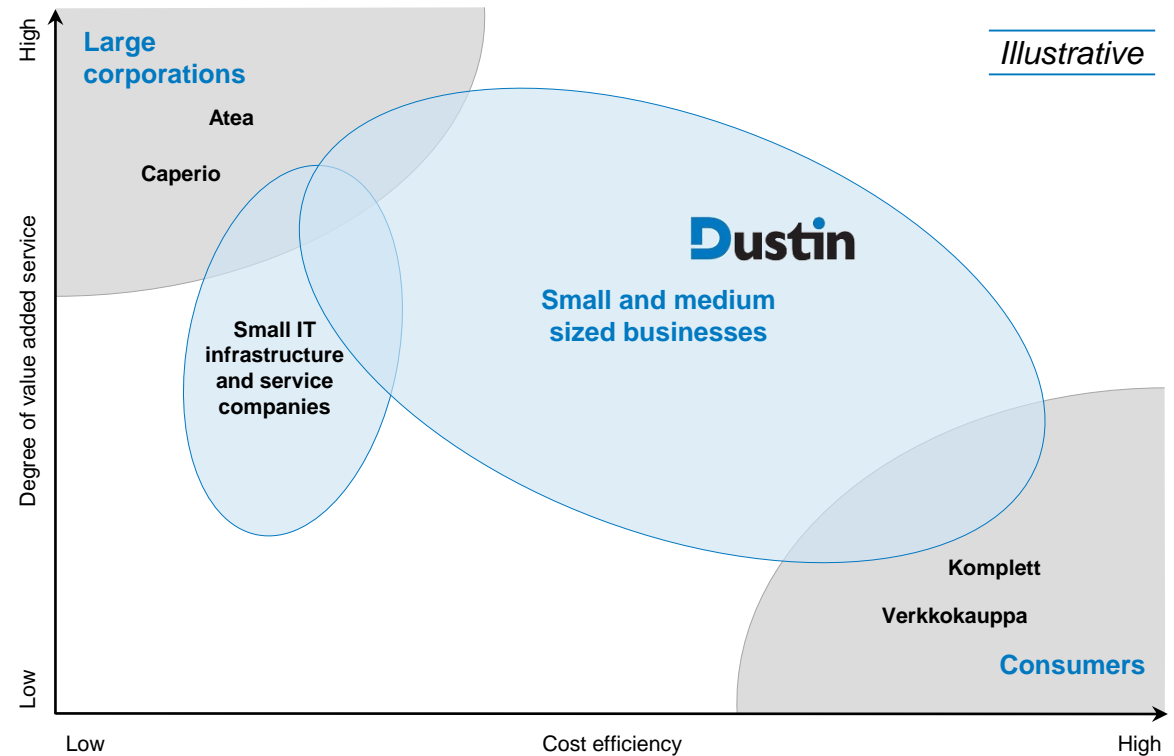 High
Large
corporations
Illustrative
Atea
Caperio
Dustin
Small and medium
sized businesses
Small IT
infrastructure
and service
companies
Degree of value added service
Komplett
Verkkokauppa
Consumers
Low
Low
Cost efficiency
High